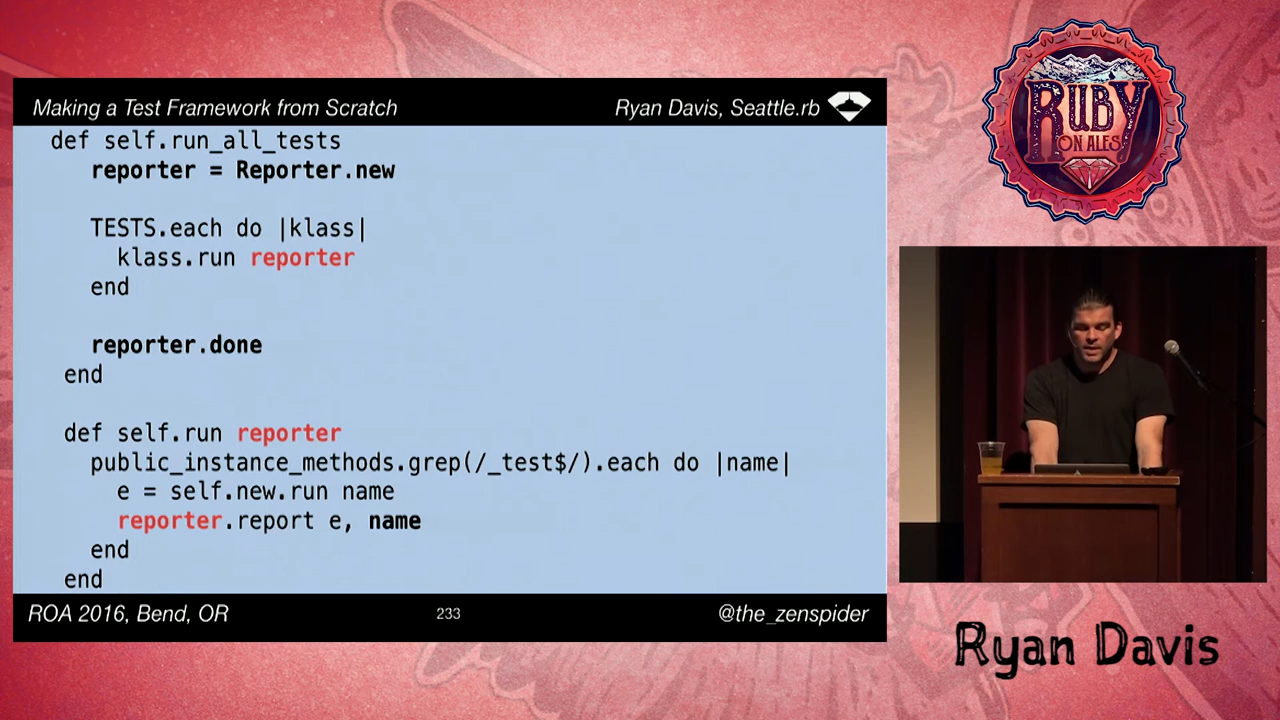 Making a Test Framework from Scratch
Ryan Davis, Seattle.rb
def self.run_all_tests
reporter = Reporter.new
TESTS.each do |klass|
klass.run reporter
end
reporter.done
end
def self.run reporter
public_instance_methods.grep(/_test$/).each do |name|
e = self.new.run name
reporter.report e, name
end
end
ROA 2016, Bend, OR
233
@the_zenspider
RUBY
ON ALES
Ryan Davis